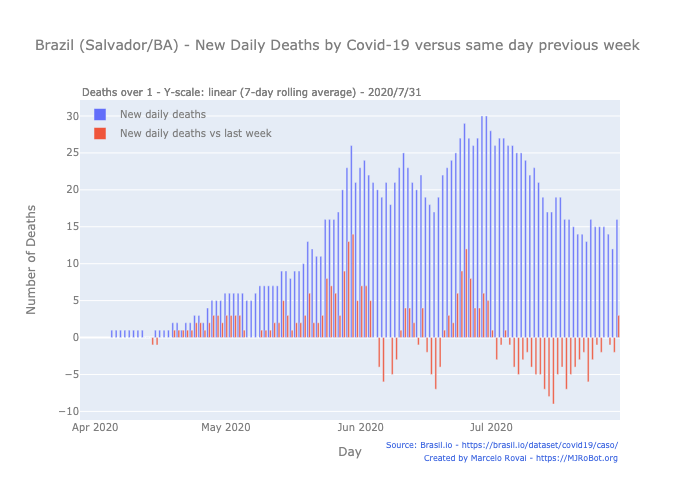 Brazil (Salvador/BA) - New Daily Deaths by Covid-19 versus same day previous week
Deaths over 1 - Y-scale: linear (7-day rolling average) - 2020/7/31
New daily deaths
New daily deaths vs last week
Number of Deaths
30
25
20
15
10
5
0
−5
−10
Apr 2020 May 2020 Jun 2020 Jul 2020
Day
Source: Brasil.io - https://brasil.io/dataset/covid19/caso/
Created by Marcelo Rovai - https://MJRoBot.org